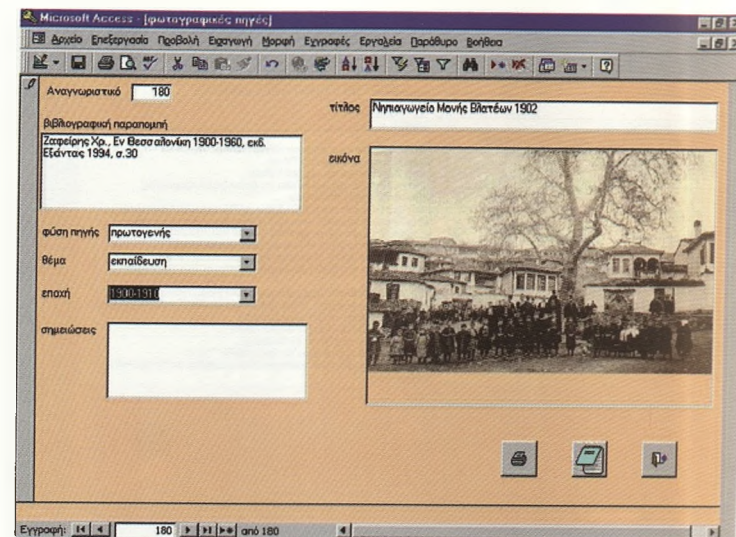 Microsoft Access - [φωτογραφικές πηγές]
Αρχείο Επεξεργασία Προβολή Εισαγωγή Μορφή Εγγραφές Εργαλεία Παράθυρο Βοήθεια
Αναγνωριστικό 180
τίτλος Νηπιαγωγείο Μονής Βλατέων 1902
βιβλιογραφική παραπομπή
Ζαφείρης Χρ., Εν Θεσσαλονίκη 1900-1960, εκδ.
Εξάντας 1994, σ.30
εικόνα
φύση πηγής πρωτογενής
θέμα εκπαίδευση
εποχή 1900-1910
σημειώσεις
Εγγραφή: 180 από 180